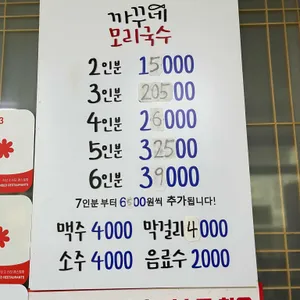 까꾸네
모리국수
2인분 15000
3인분 20500
4인분 26000
5인분 32500
6인분 39000
7인분 부터 6500원씩 추가됩니다!
맥주 4000 막걸리 4000
소주 4000 음료수 2000